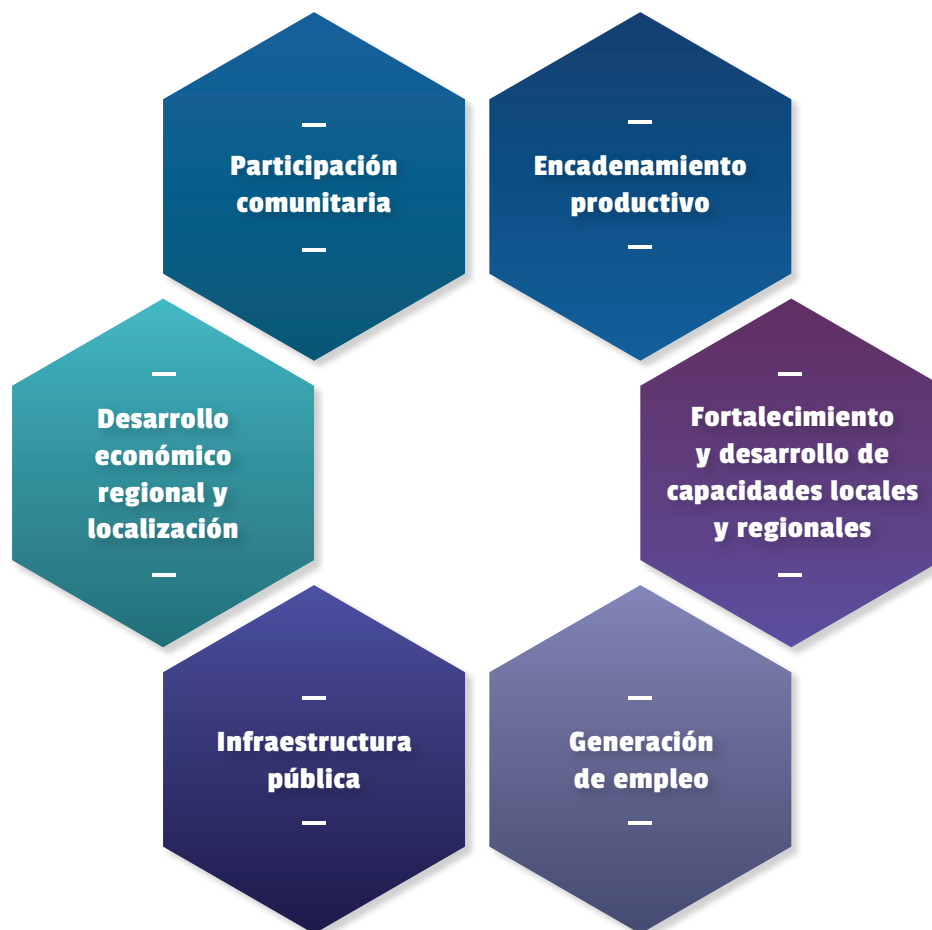 Participación
comunitaria
Encadenamiento
productivo
Desarrollo
económico
regional y
localización
Fortalecimiento
y desarrollo de
capacidades locales
y regionales
Infraestructura
pública
Generación
de empleo